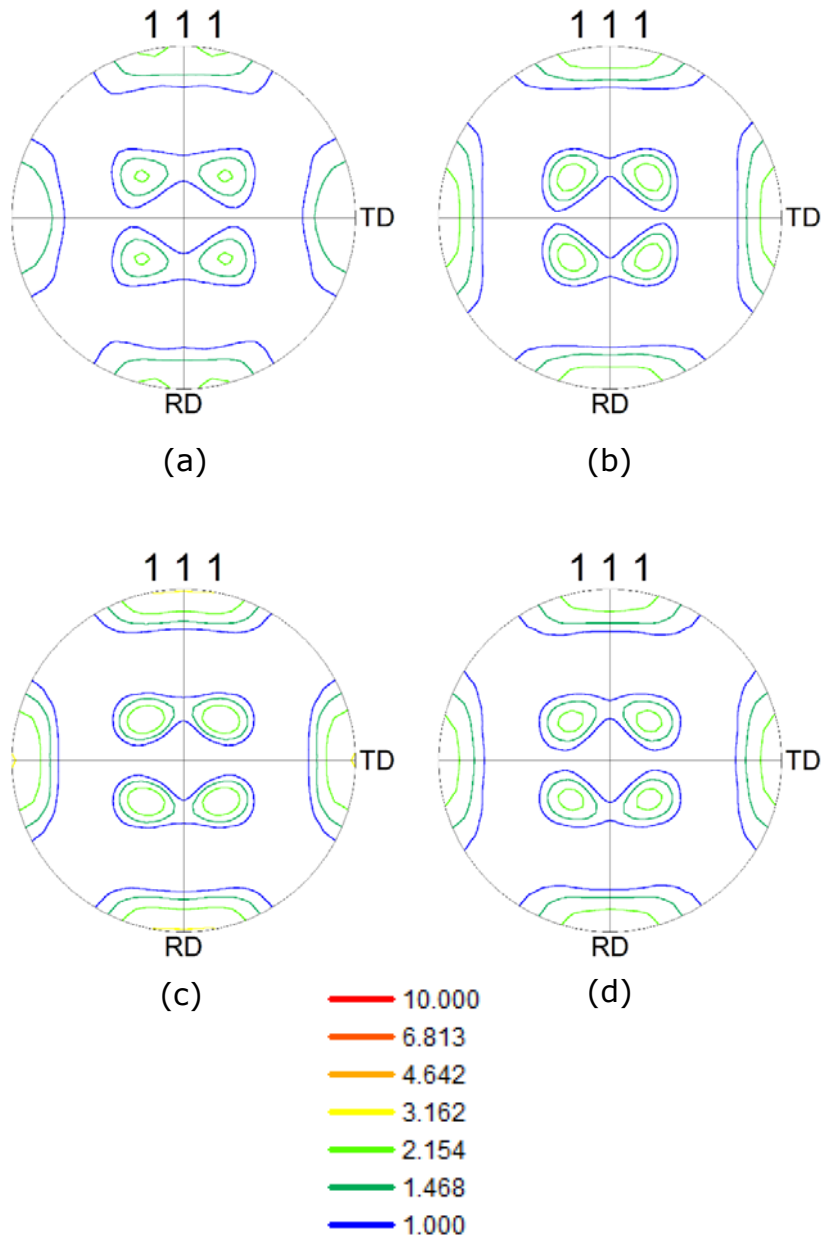 1 1 1
1 1 1
TD
TD
RD
RD
(a)
(b)
1 1 1
1 1 1
TD
TD
RD
RD
(c)
(d)
10.000
6.813
4.642
3.162
2.154
1.468
1.000